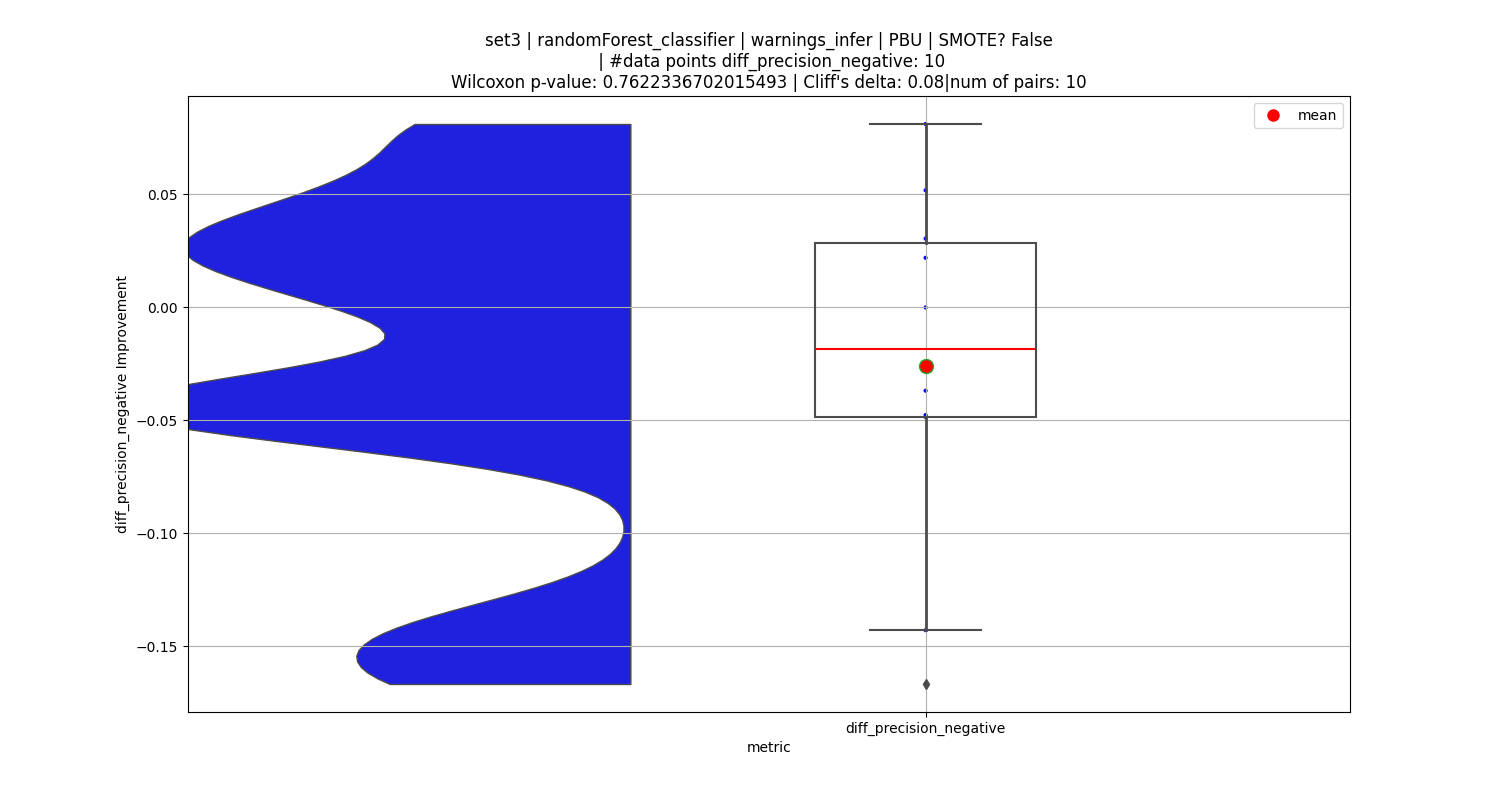 set3 | randomForest_classifier | warnings_infer | PBU | SMOTE? False
| #data points diff_precision_negative: 10
Wilcoxon p-value: 0.7622336702015493 | Cliff's delta: 0.08|num of pairs: 10
mean
diff_precision_negative Improvement
0.05
0.00
−0.05
−0.10
−0.15
diff_precision_negative
metric